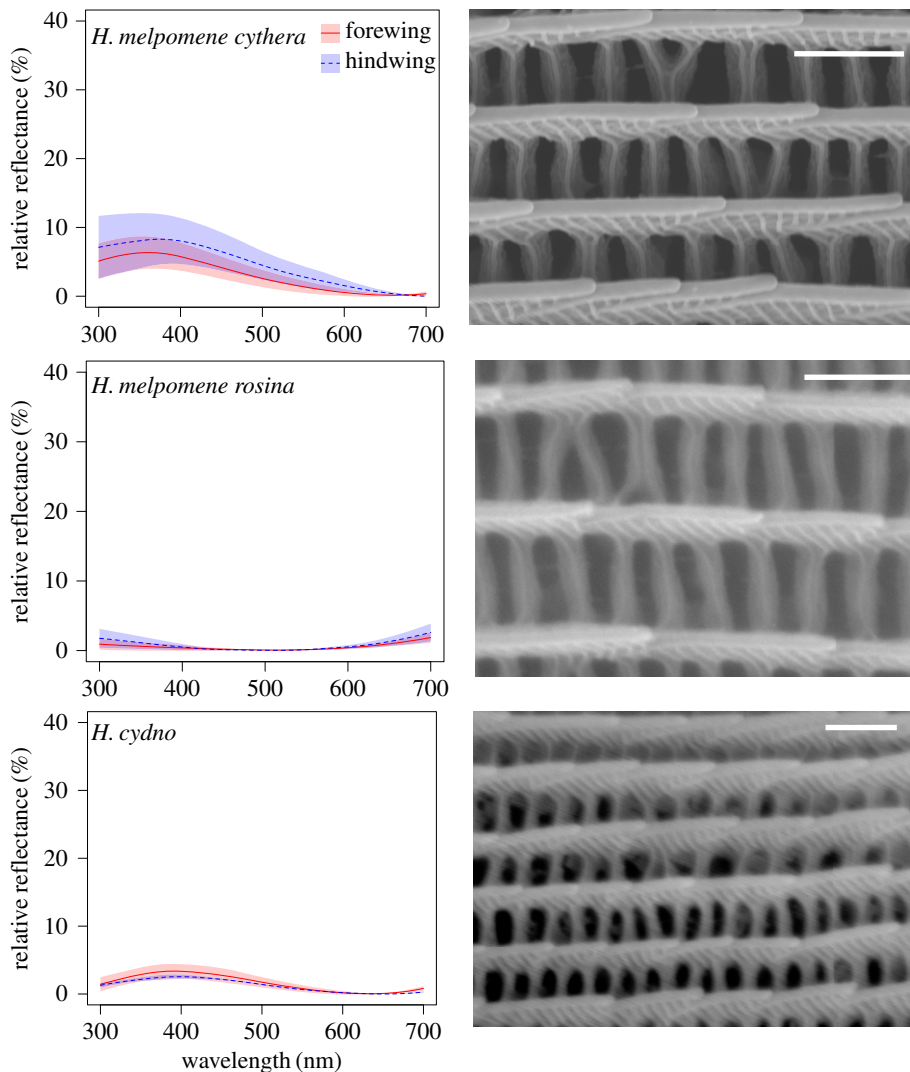 H. melpomene cythera
forewing
hindwing
relative reflectance (%)
40
30
20
10
0
300 400 500 600 700
H. melpomene rosina
relative reflectance (%)
40
30
20
10
0
300 400 500 600 700
H. cydno
relative reflectance (%)
40
30
20
10
0
300 400 500 600 700
wavelength (nm)